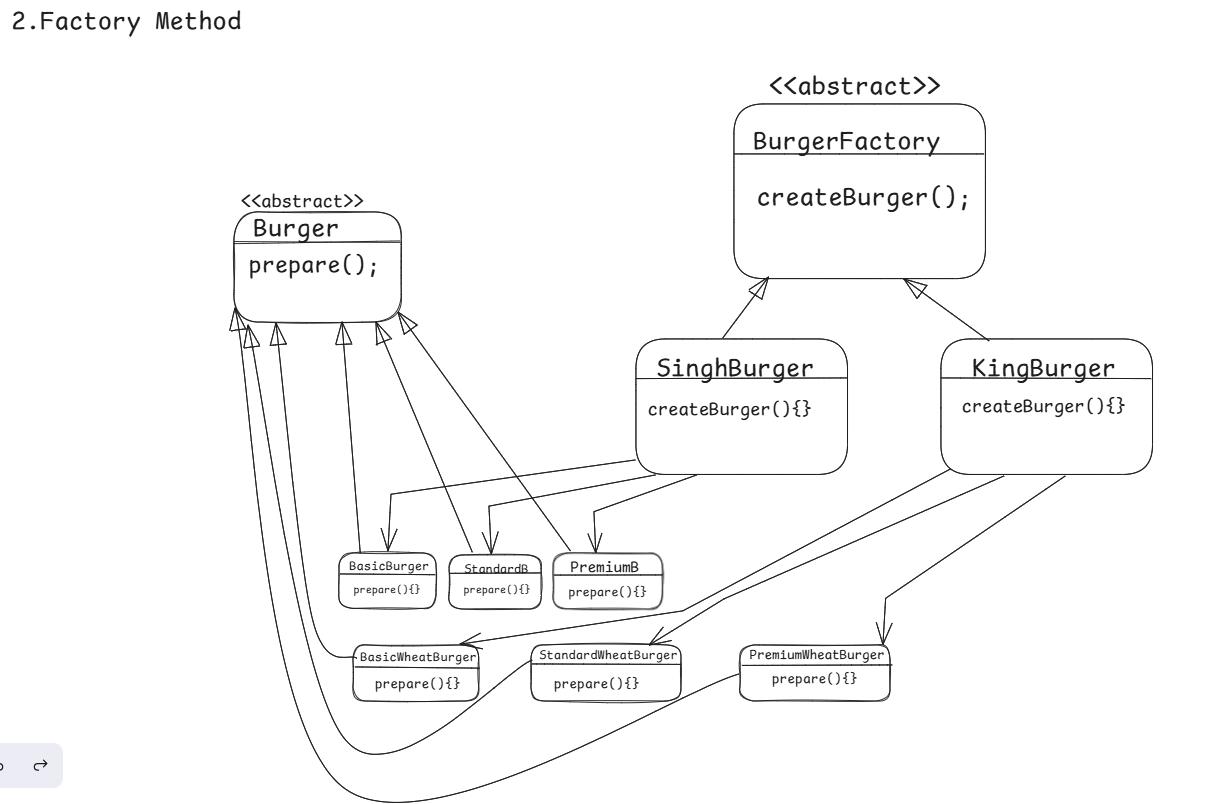 2.Factory Method
<<abstract>>
BurgerFactory
createBurger();
<<abstract>>
Burger
prepare();
SinghBurger
createBurger(){}
KingBurger
createBurger(){}
BasicBurger
prepare(){}
StandardB
prepare(){}
PremiumB
prepare(){}
BasicWheatBurger
prepare(){}
StandardWheatBurger
prepare(){}
PremiumWheatBurger
prepare(){}